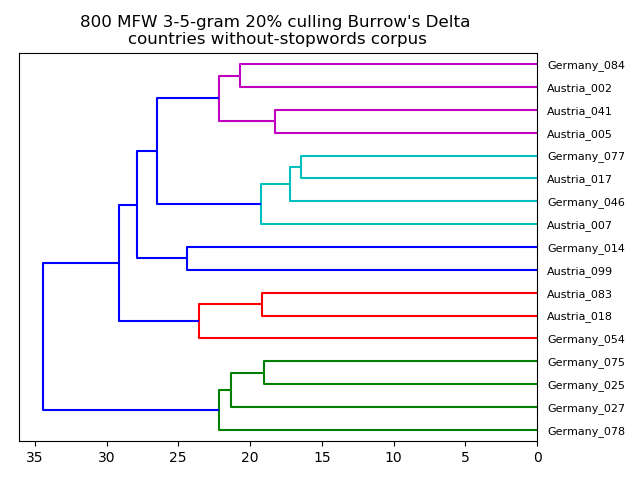 800 MFW 3-5-gram 20% culling Burrow's Delta
countries without-stopwords corpus
Germany_084
Austria_002
Austria_041
Austria_005
Germany_077
Austria_017
Germany_046
Austria_007
Germany_014
Austria_099
Austria_083
Austria_018
Germany_054
Germany_075
Germany_025
Germany_027
Germany_078
35 30 25 20 15 10 5 0